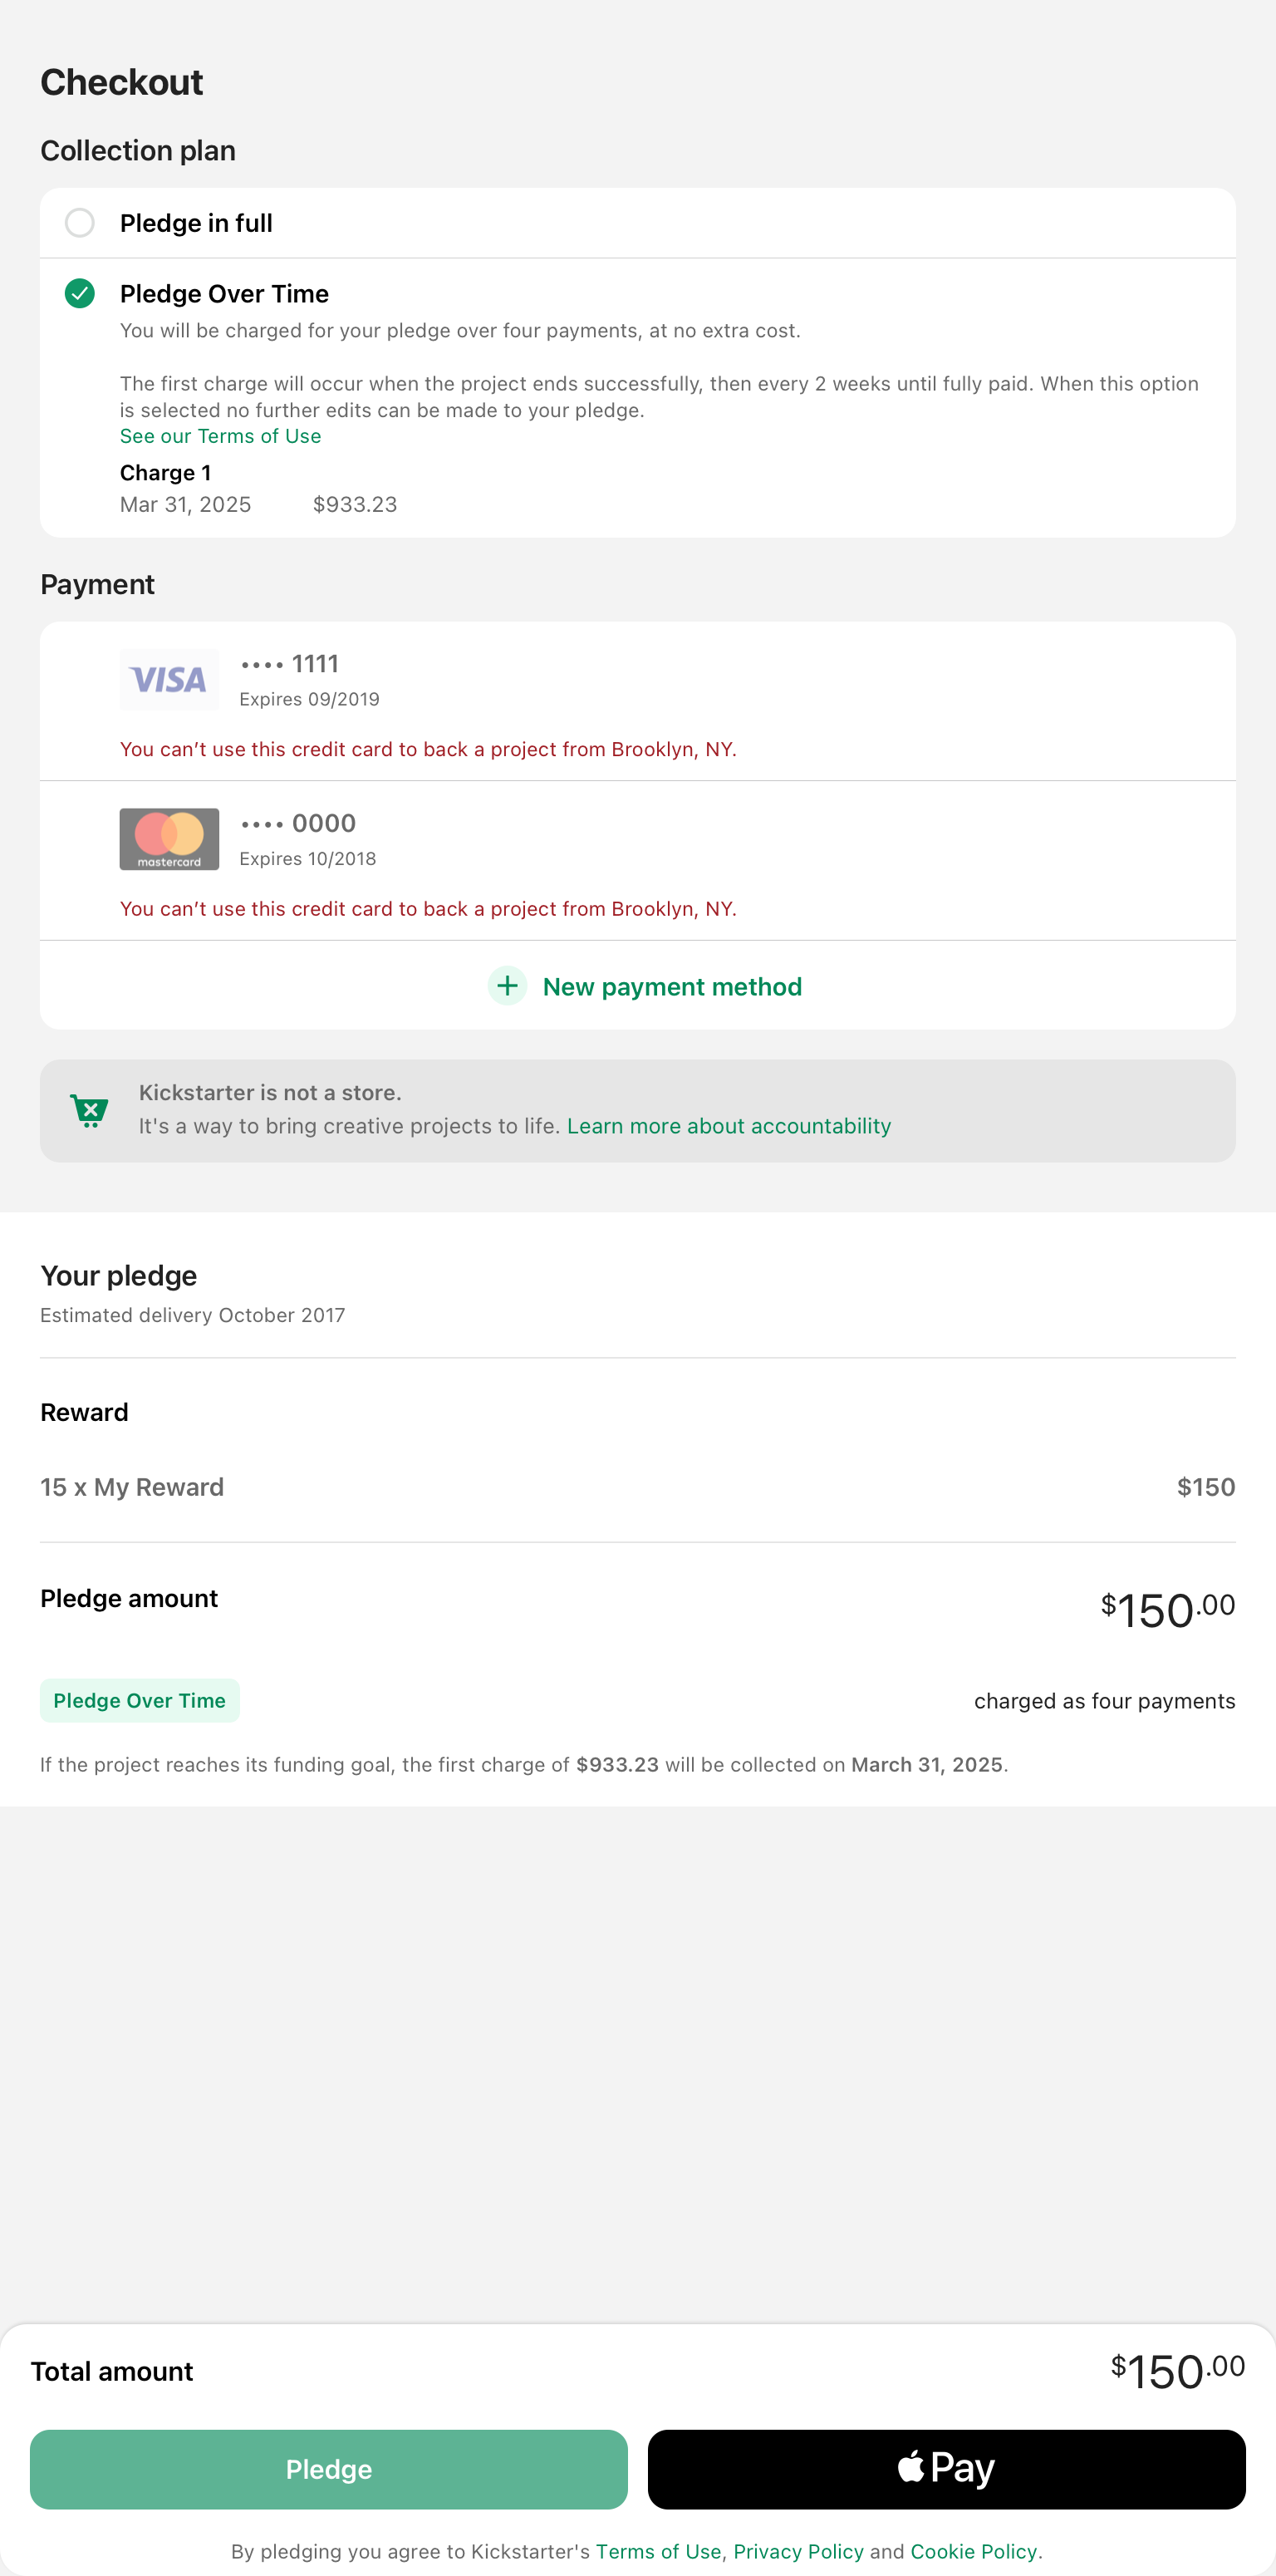 Checkout
Collection plan
Pledge in full
Pledge Over Time
You will be charged for your pledge over four payments, at no extra cost.
The first charge will occur when the project ends successfully, then every 2 weeks until fully paid. When this option
is selected no further edits can be made to your pledge.
See our Terms of Use
Charge 1
Mar 31, 2025 $933.23
Payment
VISA •••• 1111
Expires 09/2019
You can’t use this credit card to back a project from Brooklyn, NY.
•••• 0000
mastercard Expires 10/2018
You can’t use this credit card to back a project from Brooklyn, NY.
New payment method
Kickstarter is not a store.
It's a way to bring creative projects to life. Learn more about accountability
Your pledge
Estimated delivery October 2017
Reward
15 x My Reward $150
Pledge amount $150.00
Pledge Over Time charged as four payments
If the project reaches its funding goal, the first charge of $933.23 will be collected on March 31, 2025.
Total amount $150.00
Pledge Pay
By pledging you agree to Kickstarter's Terms of Use, Privacy Policy and Cookie Policy.